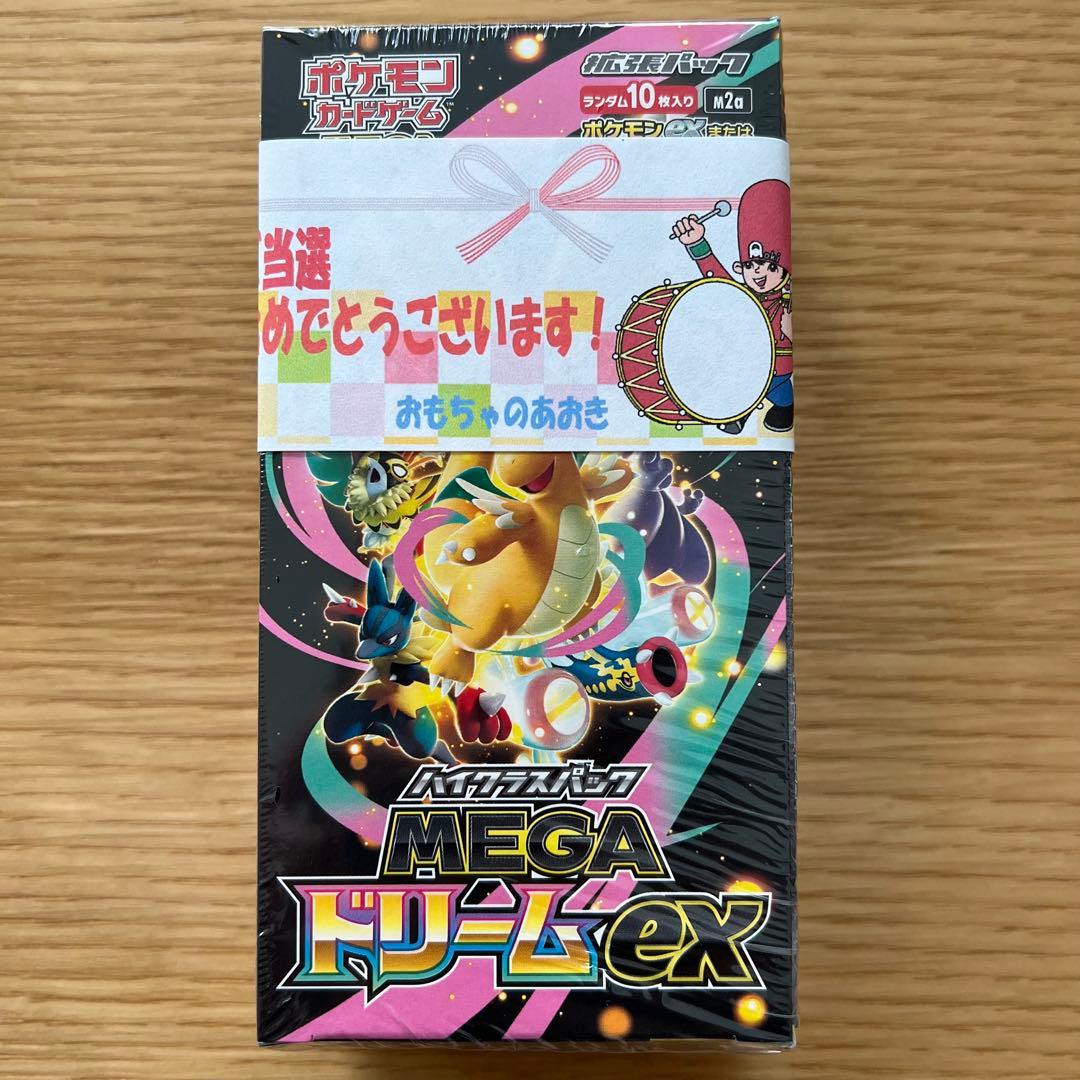 ポケモン
カードゲーム™
拡張パック
ランダム10枚入り
M2a
ポケモンexまたは
当選
めでとうございます!
おもちゃのあおき
ハイクラスパック
MEGA
ドリームex